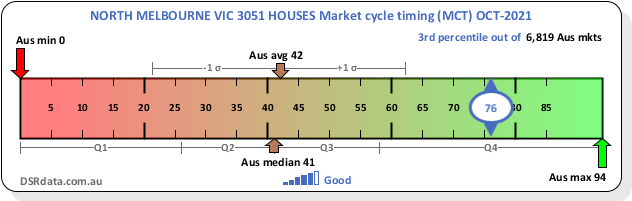 NORTH MELBOURNE VIC 3051 HOUSES Market cycle timing (MCT) OCT-2021
3rd percentile out of 6,819 Aus mkts
Aus min 0
Aus avg 42
-1 σ +1 σ
5 10 15 20 25 30 35 40 45 50 55 60 65 70 76 80 85
Q1 Q2 Q3 Q4
Aus median 41
DSRdata.com.au
Good
Aus max 94